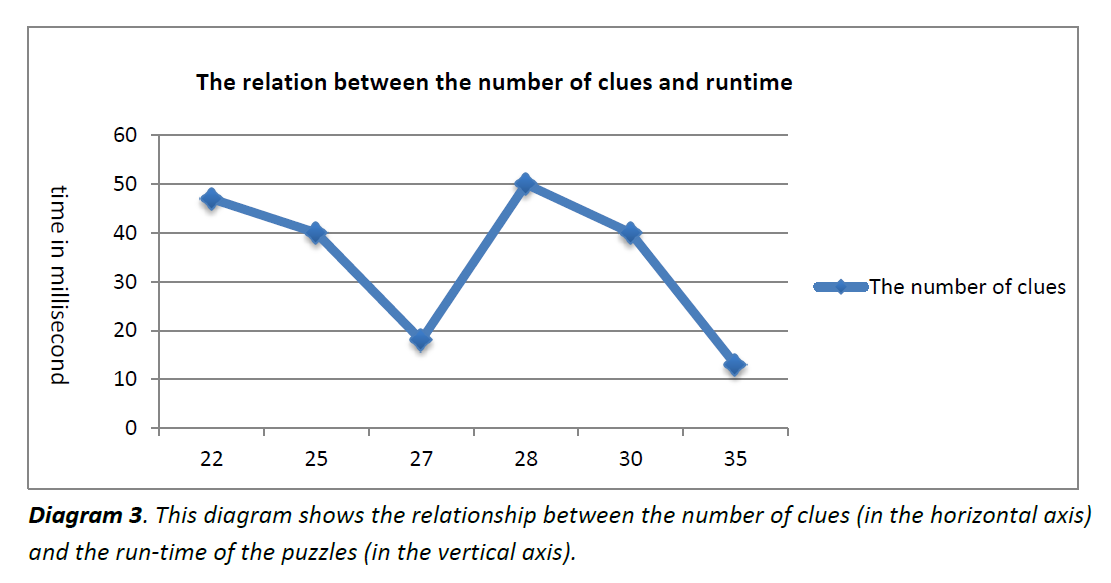 The relation between the number of clues and runtime
60
50
40
30
20
10
0
time in millisecond
22 25 27 28 30 35
The number of clues
Diagram 3. This diagram shows the relationship between the number of clues (in the horizontal axis)
and the run-time of the puzzles (in the vertical axis).